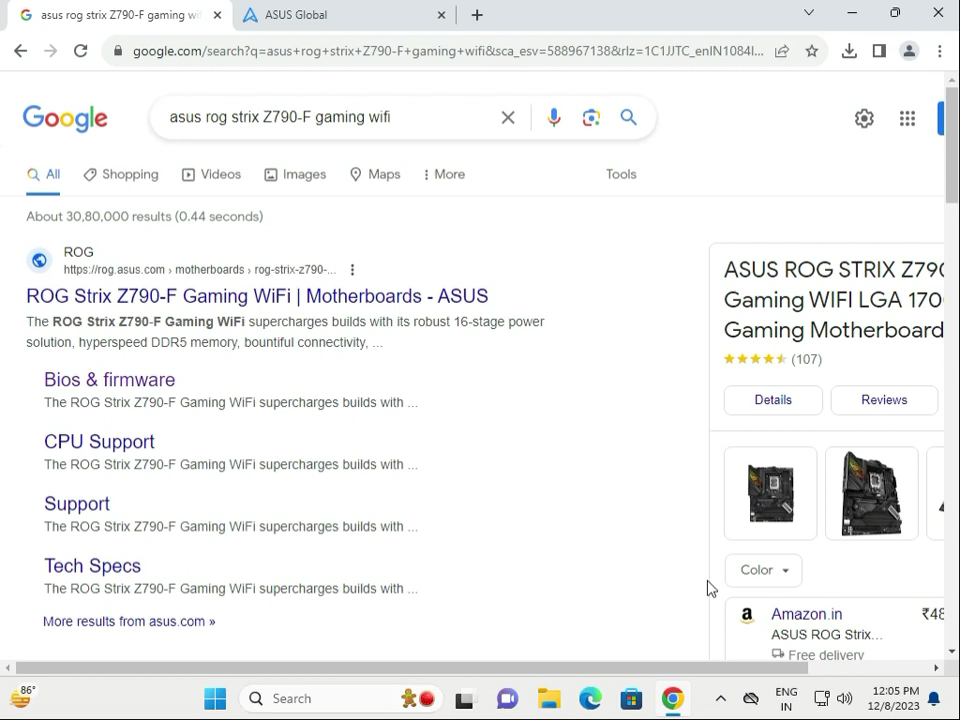 asus rog strix Z790-F gaming wi
ASUS Global
google.com/search?q=asus+rog+strix+Z790-F+gaming+wifi&sca_esv=588967138&rlz=1C1JJTC_enIN1084I...
Google
asus rog strix Z790-F gaming wifi
All
Shopping
Videos
Images
Maps
More
Tools
About 30,80,000 results (0.44 seconds)
ROG
https://rog.asus.com › motherboards › rog-strix-z790-...
ROG Strix Z790-F Gaming WiFi | Motherboards - ASUS
The ROG Strix Z790-F Gaming WiFi supercharges builds with its robust 16-stage power
solution, hyperspeed DDR5 memory, bountiful connectivity, ...
Bios & firmware
The ROG Strix Z790-F Gaming WiFi supercharges builds with ...
CPU Support
The ROG Strix Z790-F Gaming WiFi supercharges builds with ...
Support
The ROG Strix Z790-F Gaming WiFi supercharges builds with ...
Tech Specs
The ROG Strix Z790-F Gaming WiFi supercharges builds with ...
More results from asus.com »
ASUS ROG STRIX Z790
Gaming WIFI LGA 1700
Gaming Motherboard
(107)
Details
Reviews
Color
a
Amazon.in
₹48
ASUS ROG Strix...
Free delivery
86°
Search
ENG
IN
12:05 PM
12/8/2023